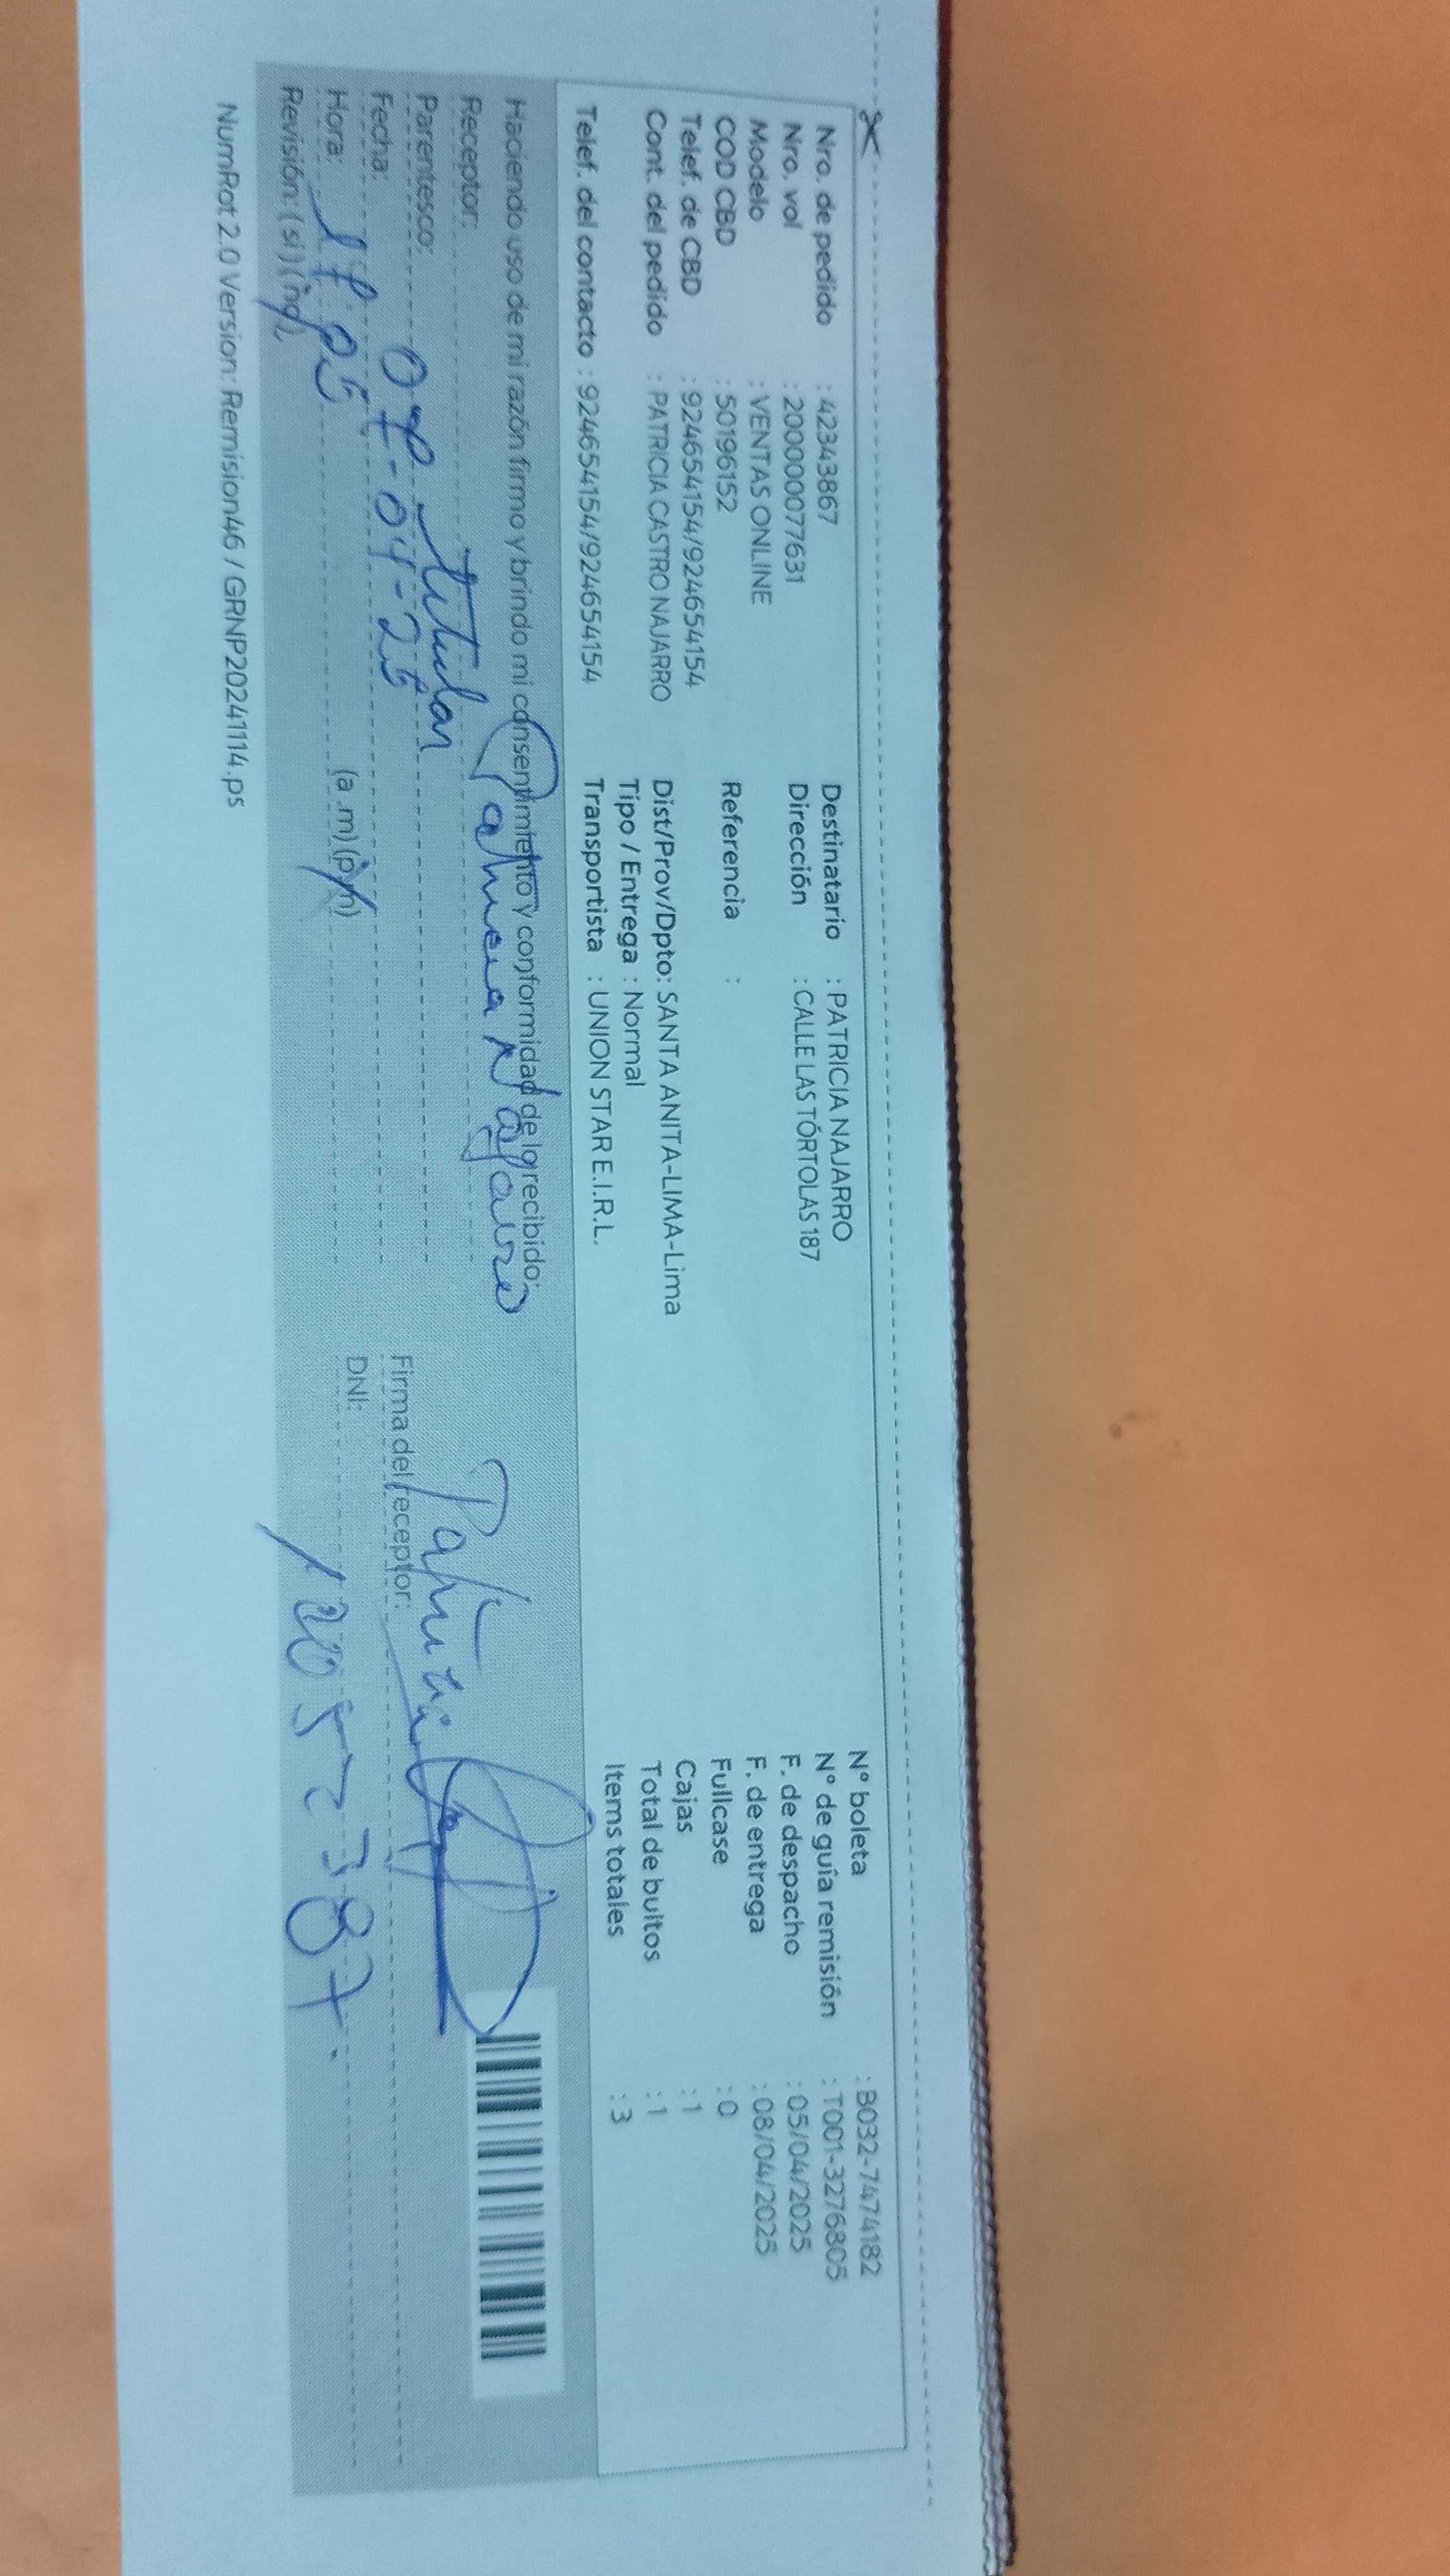 Nro. de pedido : 42343867
Nro. vol : 200000077631
Modelo : VENTAS ONLINE
COD CBD : 50196152
Telef. de CBD : 924654154/924654154
Cont. del pedido : PATRICIA CASTRO NAJARRO
Telef. del contacto : 924654154/924654154
Destinatario : PATRICIA NAJARRO
Dirección : CALLE LAS TÓRTOLAS 187
Referencia :
Dist/Prov/Dpto: SANTA ANITA-LIMA-Lima
Tipo / Entrega : Normal
Transportista : UNION STAR E.I.R.L.
Nº boleta : B032-7474182
Nº de guía remisión : T001-3276805
F. de despacho : 05/04/2025
F. de entrega : 08/04/2025
Fullcase : 0
Cajas : 1
Total de bultos : 1
Items totales : 3
Haciendo uso de mi razón firmo y brindo mi consentimiento y conformidad de lo recibido:
Receptor: Patricia Najarro
Parentesco: titular
Fecha: 07-04-25
Hora: (a .m) (p.m)
Revisión: (si) (no)
Firma del receptor:
DNI:
NumRot 2.0 Version: Remision46 / GRNP20241114.ps